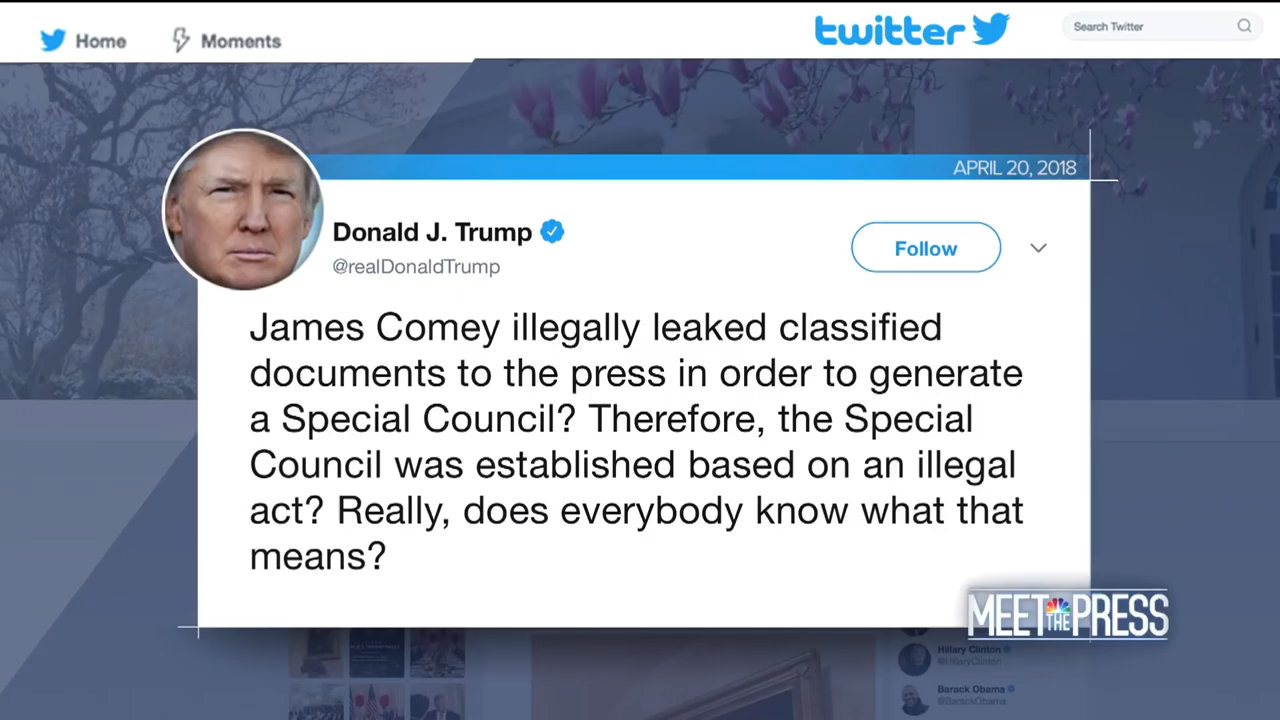 Home
Moments
twitter
Search Twitter
APRIL 20, 2018
Donald J. Trump
@realDonaldTrump
Follow
James Comey illegally leaked classified
documents to the press in order to generate
a Special Council? Therefore, the Special
Council was established based on an illegal
act? Really, does everybody know what that
means?
MEET THE PRESS
Hillary Clinton
@HillaryClinton
Barack Obama
@BarackObama